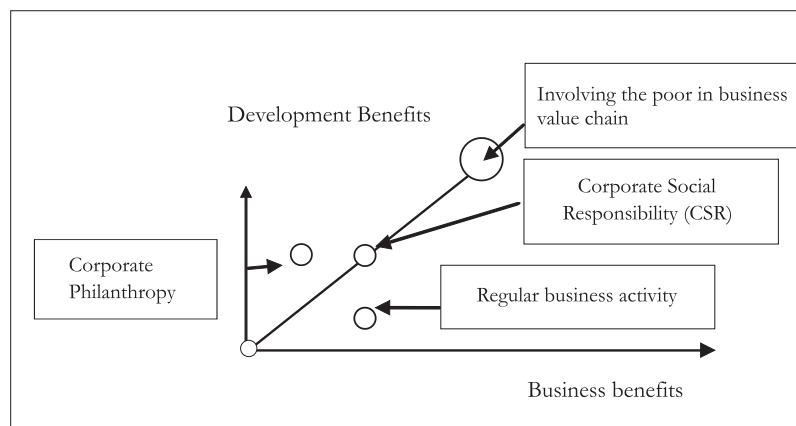 Development Benefits
Involving the poor in business
value chain
Corporate Social
Responsibility (CSR)
Corporate
Philanthropy
Regular business activity
Business benefits